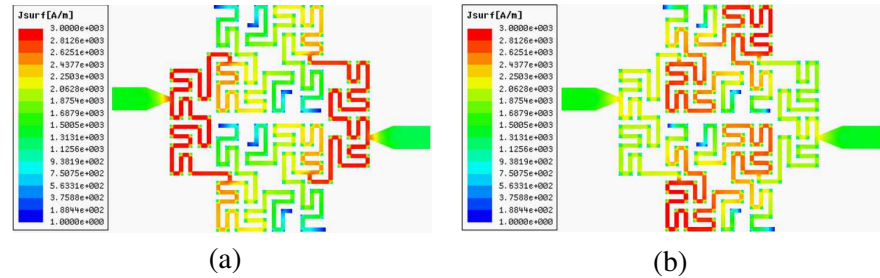 Jsurf[A/m]
3.0000e+003
2.8126e+003
2.6251e+003
2.4377e+003
2.2503e+003
2.0628e+003
1.8754e+003
1.6879e+003
1.5005e+003
1.3131e+003
1.1256e+003
9.3819e+002
7.5075e+002
5.6331e+002
3.7588e+002
1.8844e+002
1.0000e+000
(a)
Jsurf[A/m]
3.0000e+003
2.8126e+003
2.6251e+003
2.4377e+003
2.2503e+003
2.0628e+003
1.8754e+003
1.6879e+003
1.5005e+003
1.3131e+003
1.1256e+003
9.3819e+002
7.5075e+002
5.6331e+002
3.7588e+002
1.8844e+002
1.0000e+000
(b)